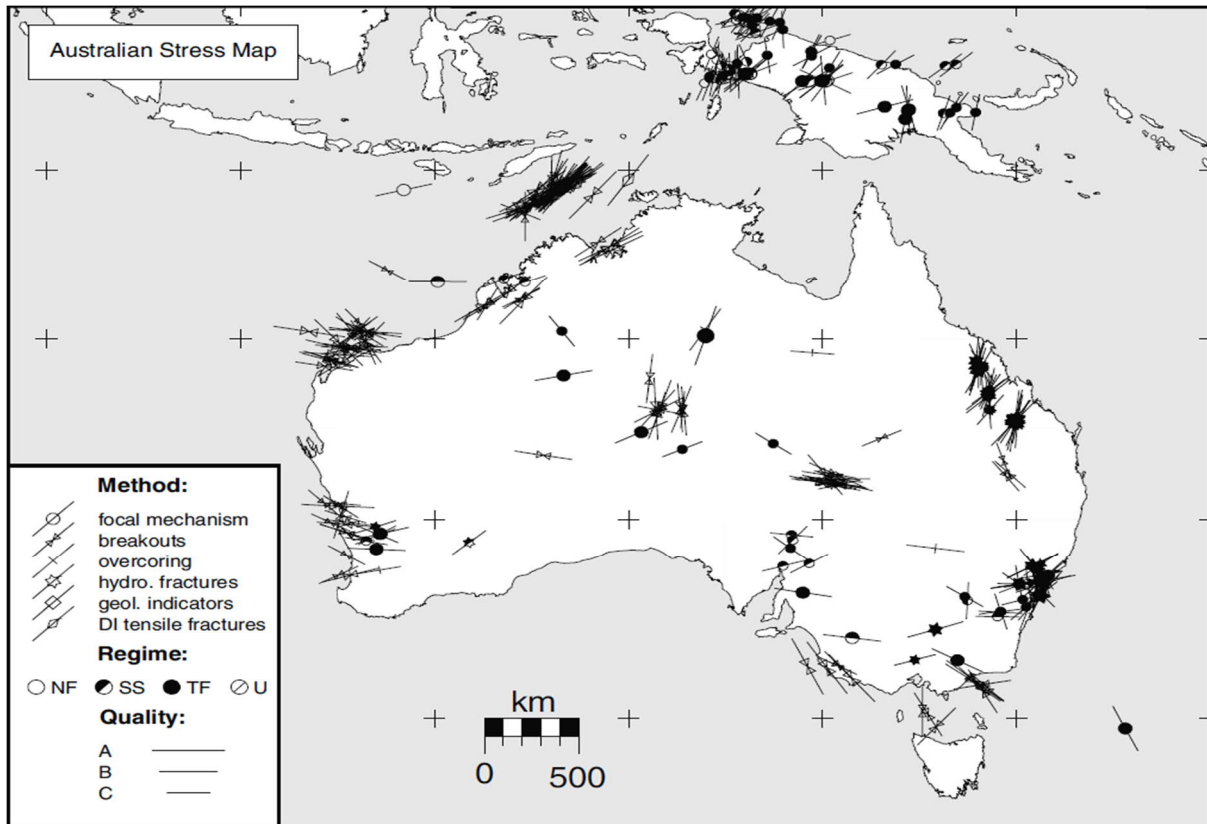 Australian Stress Map
Method:
focal mechanism
breakouts
overcoring
hydro. fractures
geol. indicators
DI tensile fractures
Regime:
NF SS TF U
Quality:
A
B
C
km
0 500